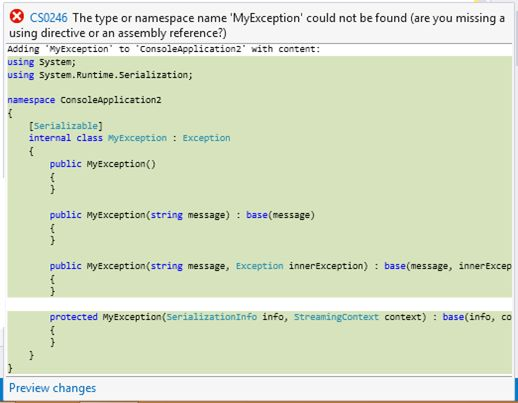 CS0246 The type or namespace name 'MyException' could not be found (are you missing a
using directive or an assembly reference?)
Adding 'MyException' to 'ConsoleApplication2' with content:
using System;
using System.Runtime.Serialization;
namespace ConsoleApplication2
{
[Serializable]
internal class MyException : Exception
{
public MyException()
{
}
public MyException(string message) : base(message)
{
}
public MyException(string message, Exception innerException) : base(message, innerExcep
{
}
protected MyException(SerializationInfo info, StreamingContext context) : base(info, co
{
}
}
}
Preview changes